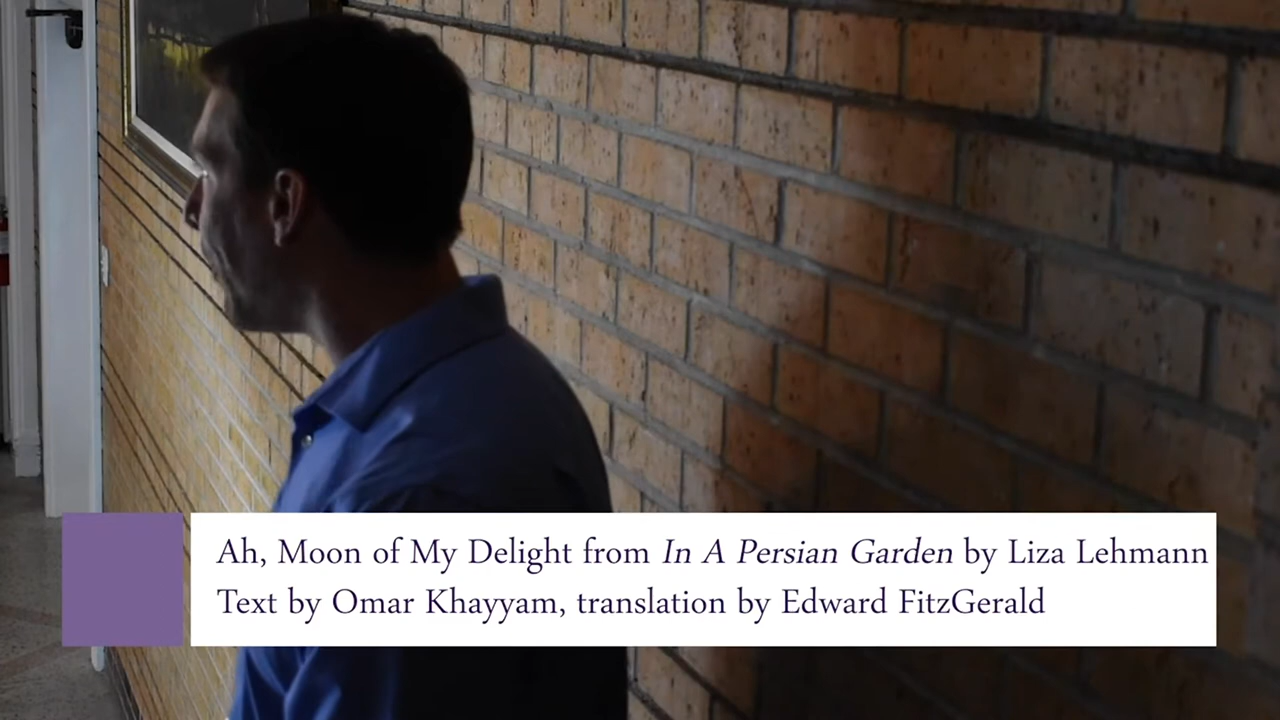 Ah, Moon of My Delight from In A Persian Garden by Liza Lehmann
Text by Omar Khayyam, translation by Edward FitzGerald